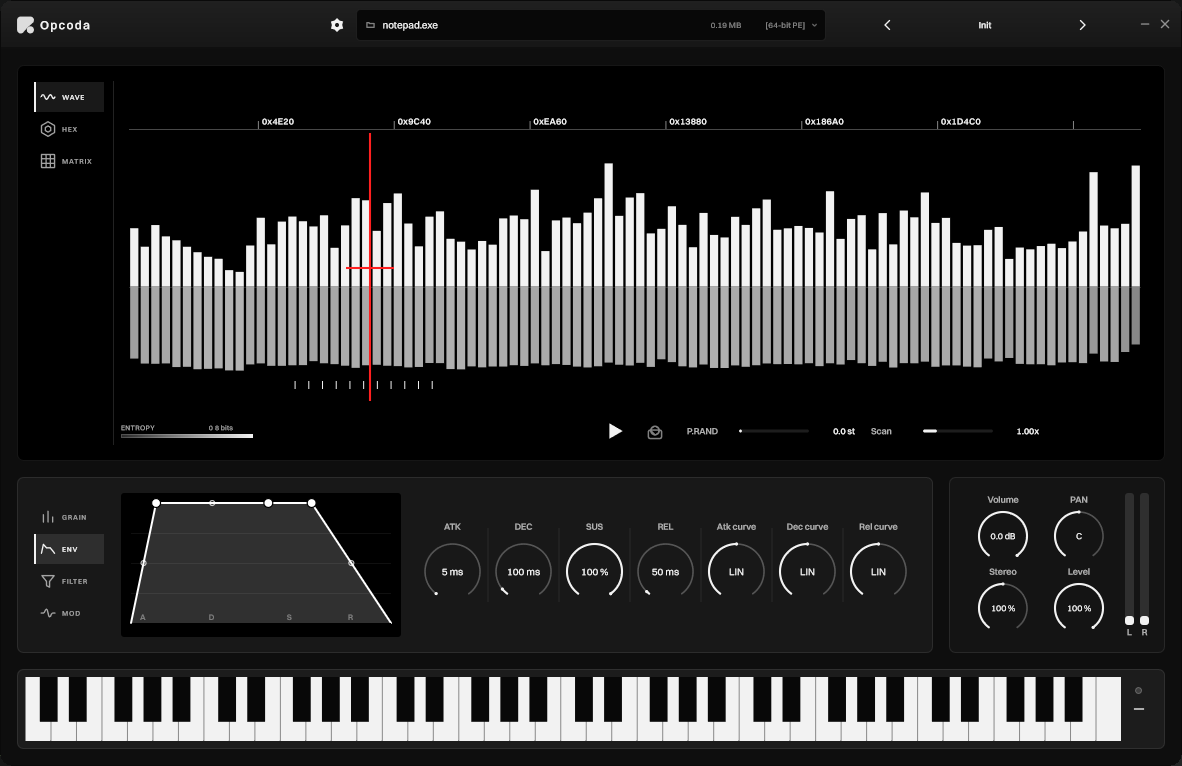 Opcoda
notepad.exe
0.19 MB
[64-bit PE]
Init
WAVE
HEX
MATRIX
0x4E20
0x9C40
0xEA60
0x13880
0x186A0
0x1D4C0
ENTROPY
0 8 bits
P.RAND
0.0 st
Scan
1.00x
GRAIN
ENV
FILTER
MOD
A
D
S
R
ATK
DEC
SUS
REL
Atk curve
Dec curve
Rel curve
5 ms
100 ms
100 %
50 ms
LIN
LIN
LIN
Volume
PAN
0.0 dB
C
Stereo
Level
100 %
100 %
L
R